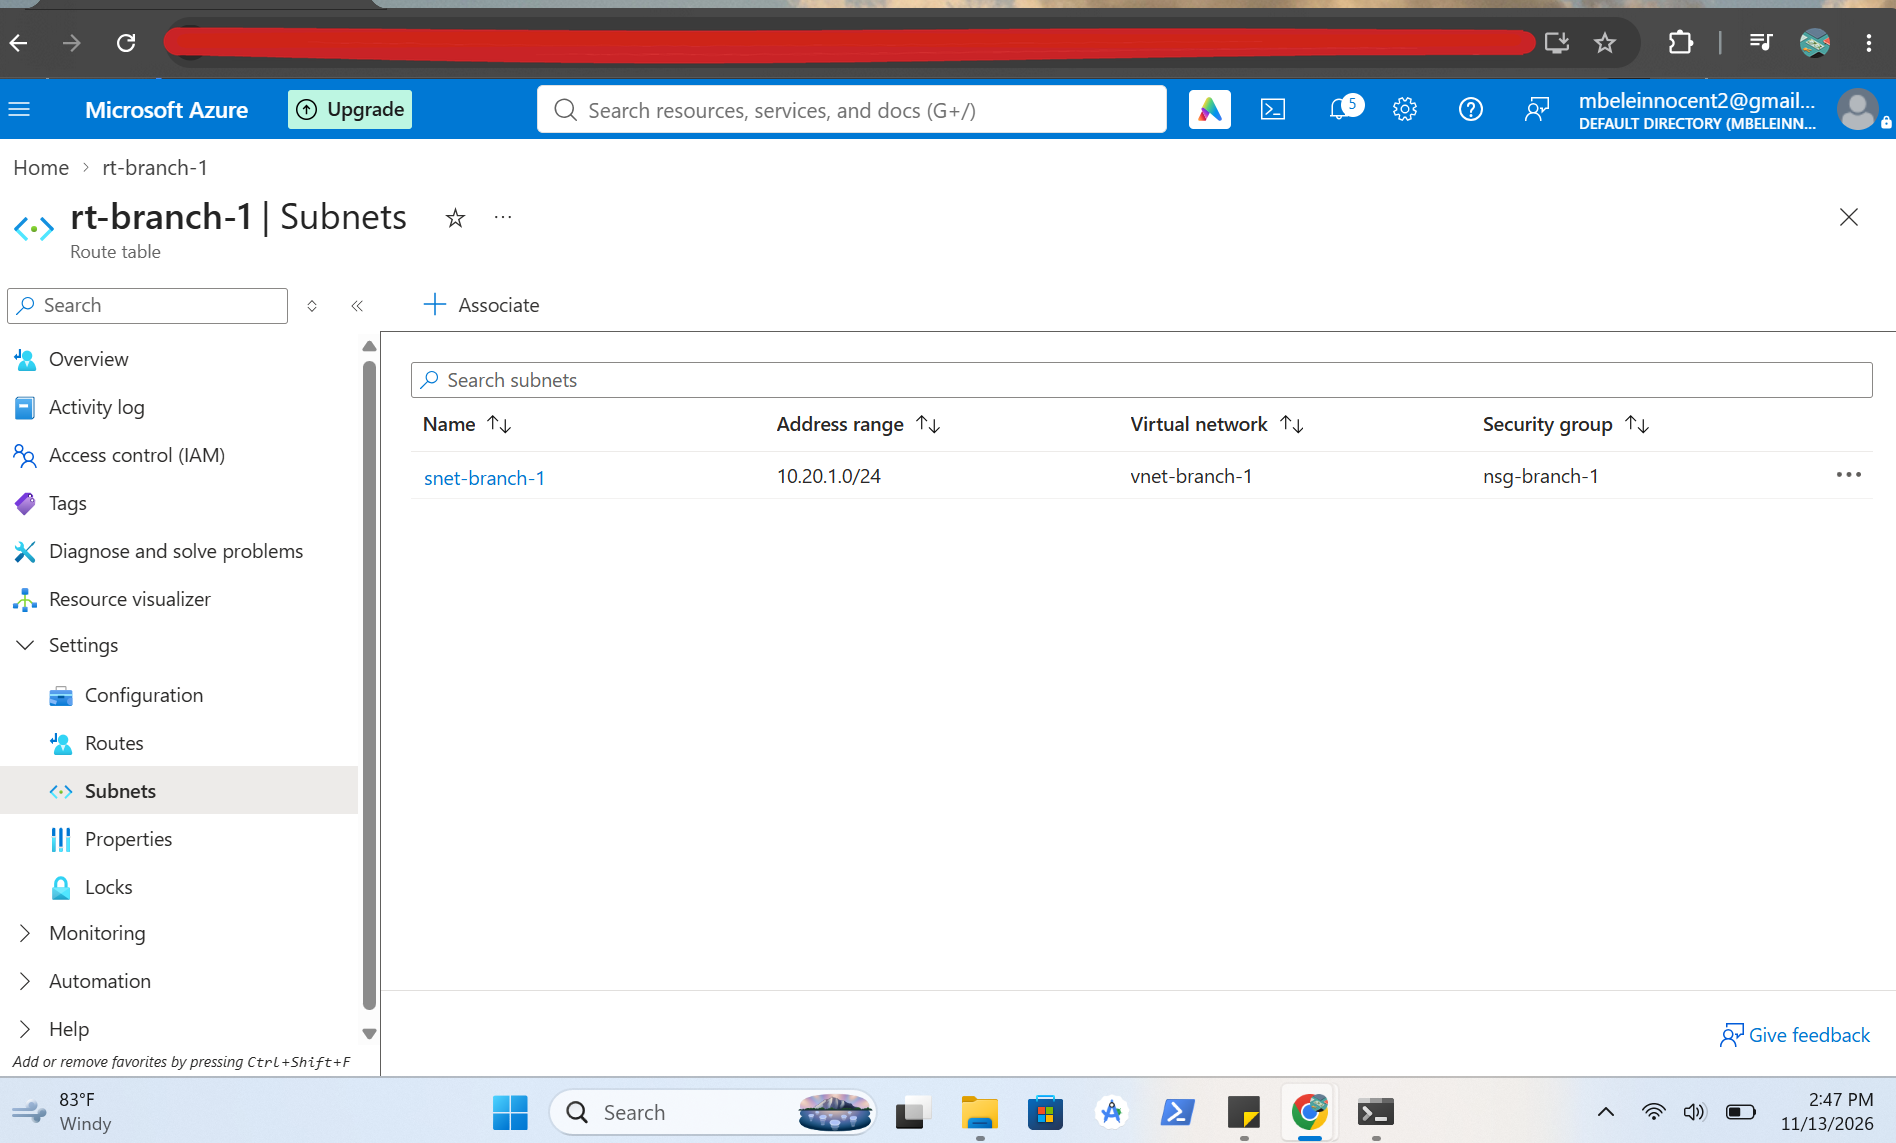 Microsoft Azure
Upgrade
Search resources, services, and docs (G+/)
5
mbeleinnocent2@gmail...
DEFAULT DIRECTORY (MBELEINN...
Home > rt-branch-1
rt-branch-1 | Subnets
...
Route table
Search
Associate
Overview
Activity log
Access control (IAM)
Tags
Diagnose and solve problems
Resource visualizer
Settings
Configuration
Routes
Subnets
Properties
Locks
Monitoring
Automation
Help
Add or remove favorites by pressing Ctrl+Shift+F
Search subnets
Name Address range Virtual network Security group
snet-branch-1 10.20.1.0/24 vnet-branch-1 nsg-branch-1
Give feedback
83°F
Windy
Search
2:47 PM
11/13/2026